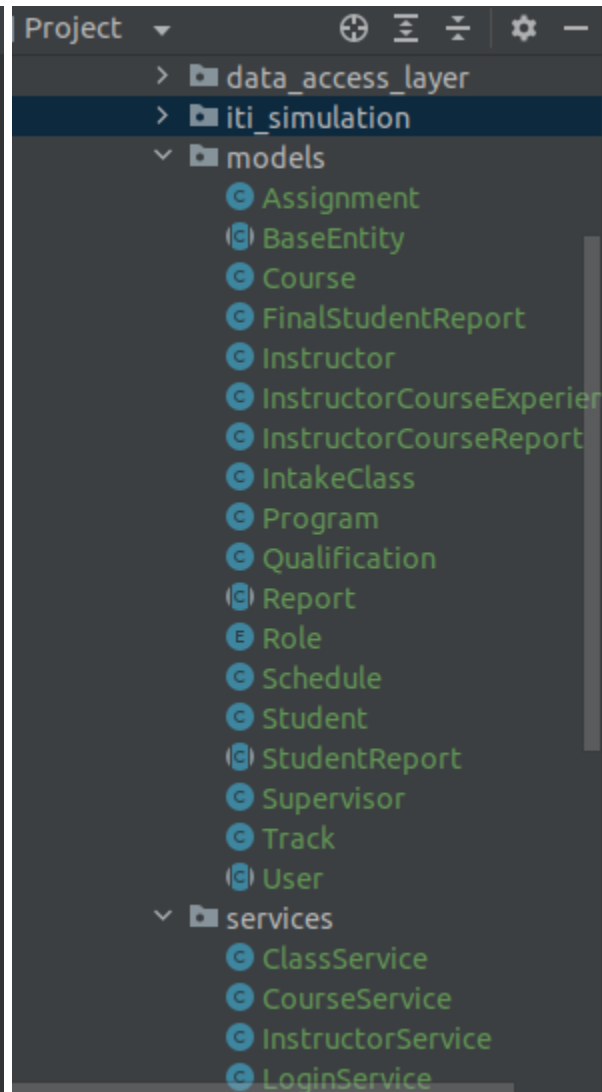 Project
data_access_layer
iti_simulation
models
Assignment
BaseEntity
Course
FinalStudentReport
Instructor
InstructorCourseExperien
InstructorCourseReport
IntakeClass
Program
Qualification
Report
Role
Schedule
Student
StudentReport
Supervisor
Track
User
services
ClassService
CourseService
InstructorService
LoginService